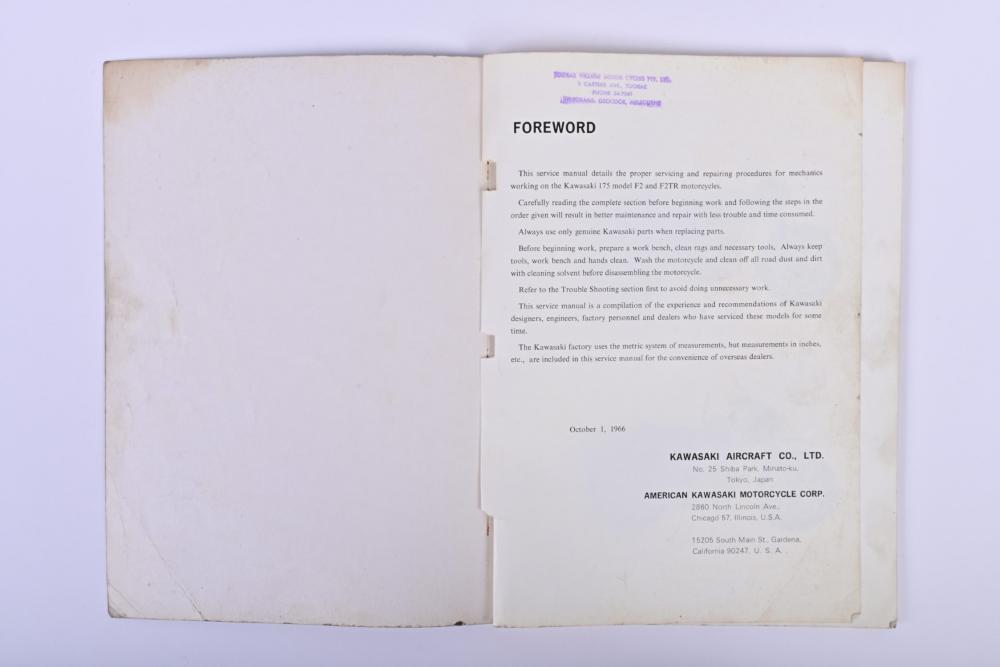 MOTOR CYCLES PTY. LTD.
AVE., TOORAK
PHONE
MELBOURNE
FOREWORD
This service manual details the proper servicing and repairing procedures for mechanics
working on the Kawasaki 175 model F2 and F2TR motorcycles.
Carefully reading the complete section before beginning work and following the steps in the
order given will result in better maintenance and repair with less trouble and time consumed.
Always use only genuine Kawasaki parts when replacing parts.
Before beginning work, prepare a work bench, clean rags and necessary tools. Always keep
tools, work bench and hands clean. Wash the motorcycle and clean off all road dust and dirt
with cleaning solvent before disassembling the motorcycle.
Refer to the Trouble Shooting section first to avoid doing unnecessary work.
This service manual is a compilation of the experience and recommendations of Kawasaki
designers, engineers, factory personnel and dealers who have serviced these models for some
time.
The Kawasaki factory uses the metric system of measurements, but measurements in inches,
etc., are included in this service manual for the convenience of overseas dealers.
October 1, 1966
KAWASAKI AIRCRAFT CO., LTD.
No. 25 Shiba Park, Minato-ku,
Tokyo, Japan
AMERICAN KAWASAKI MOTORCYCLE CORP.
2860 North Lincoln Ave.,
Chicago 57, Illinois, U.S.A.
15205 South Main St., Gardena,
California 90247, U. S. A.